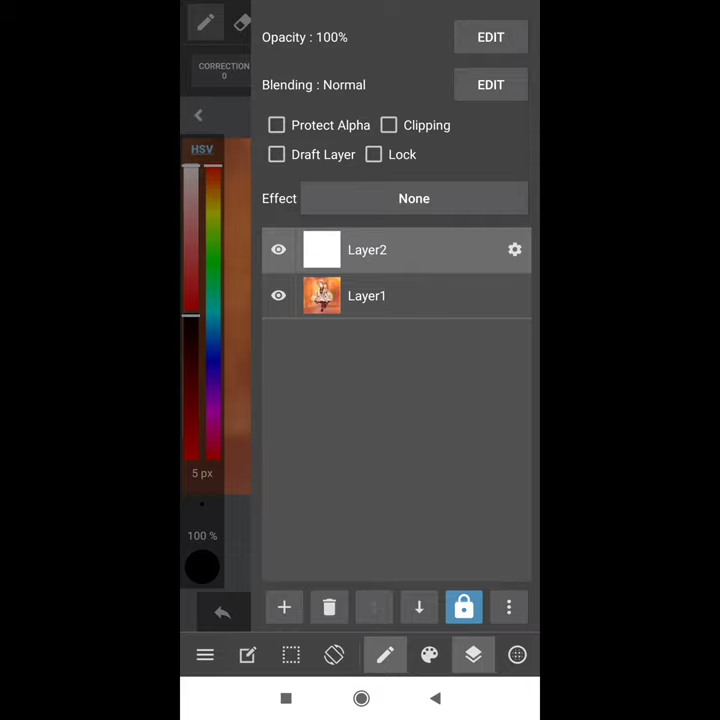 Opacity : 100%
EDIT
CORRECTION
0
Blending : Normal
EDIT
Protect Alpha
Clipping
HSV
Draft Layer
Lock
Effect
None
Layer2
Layer1
5 px
100 %